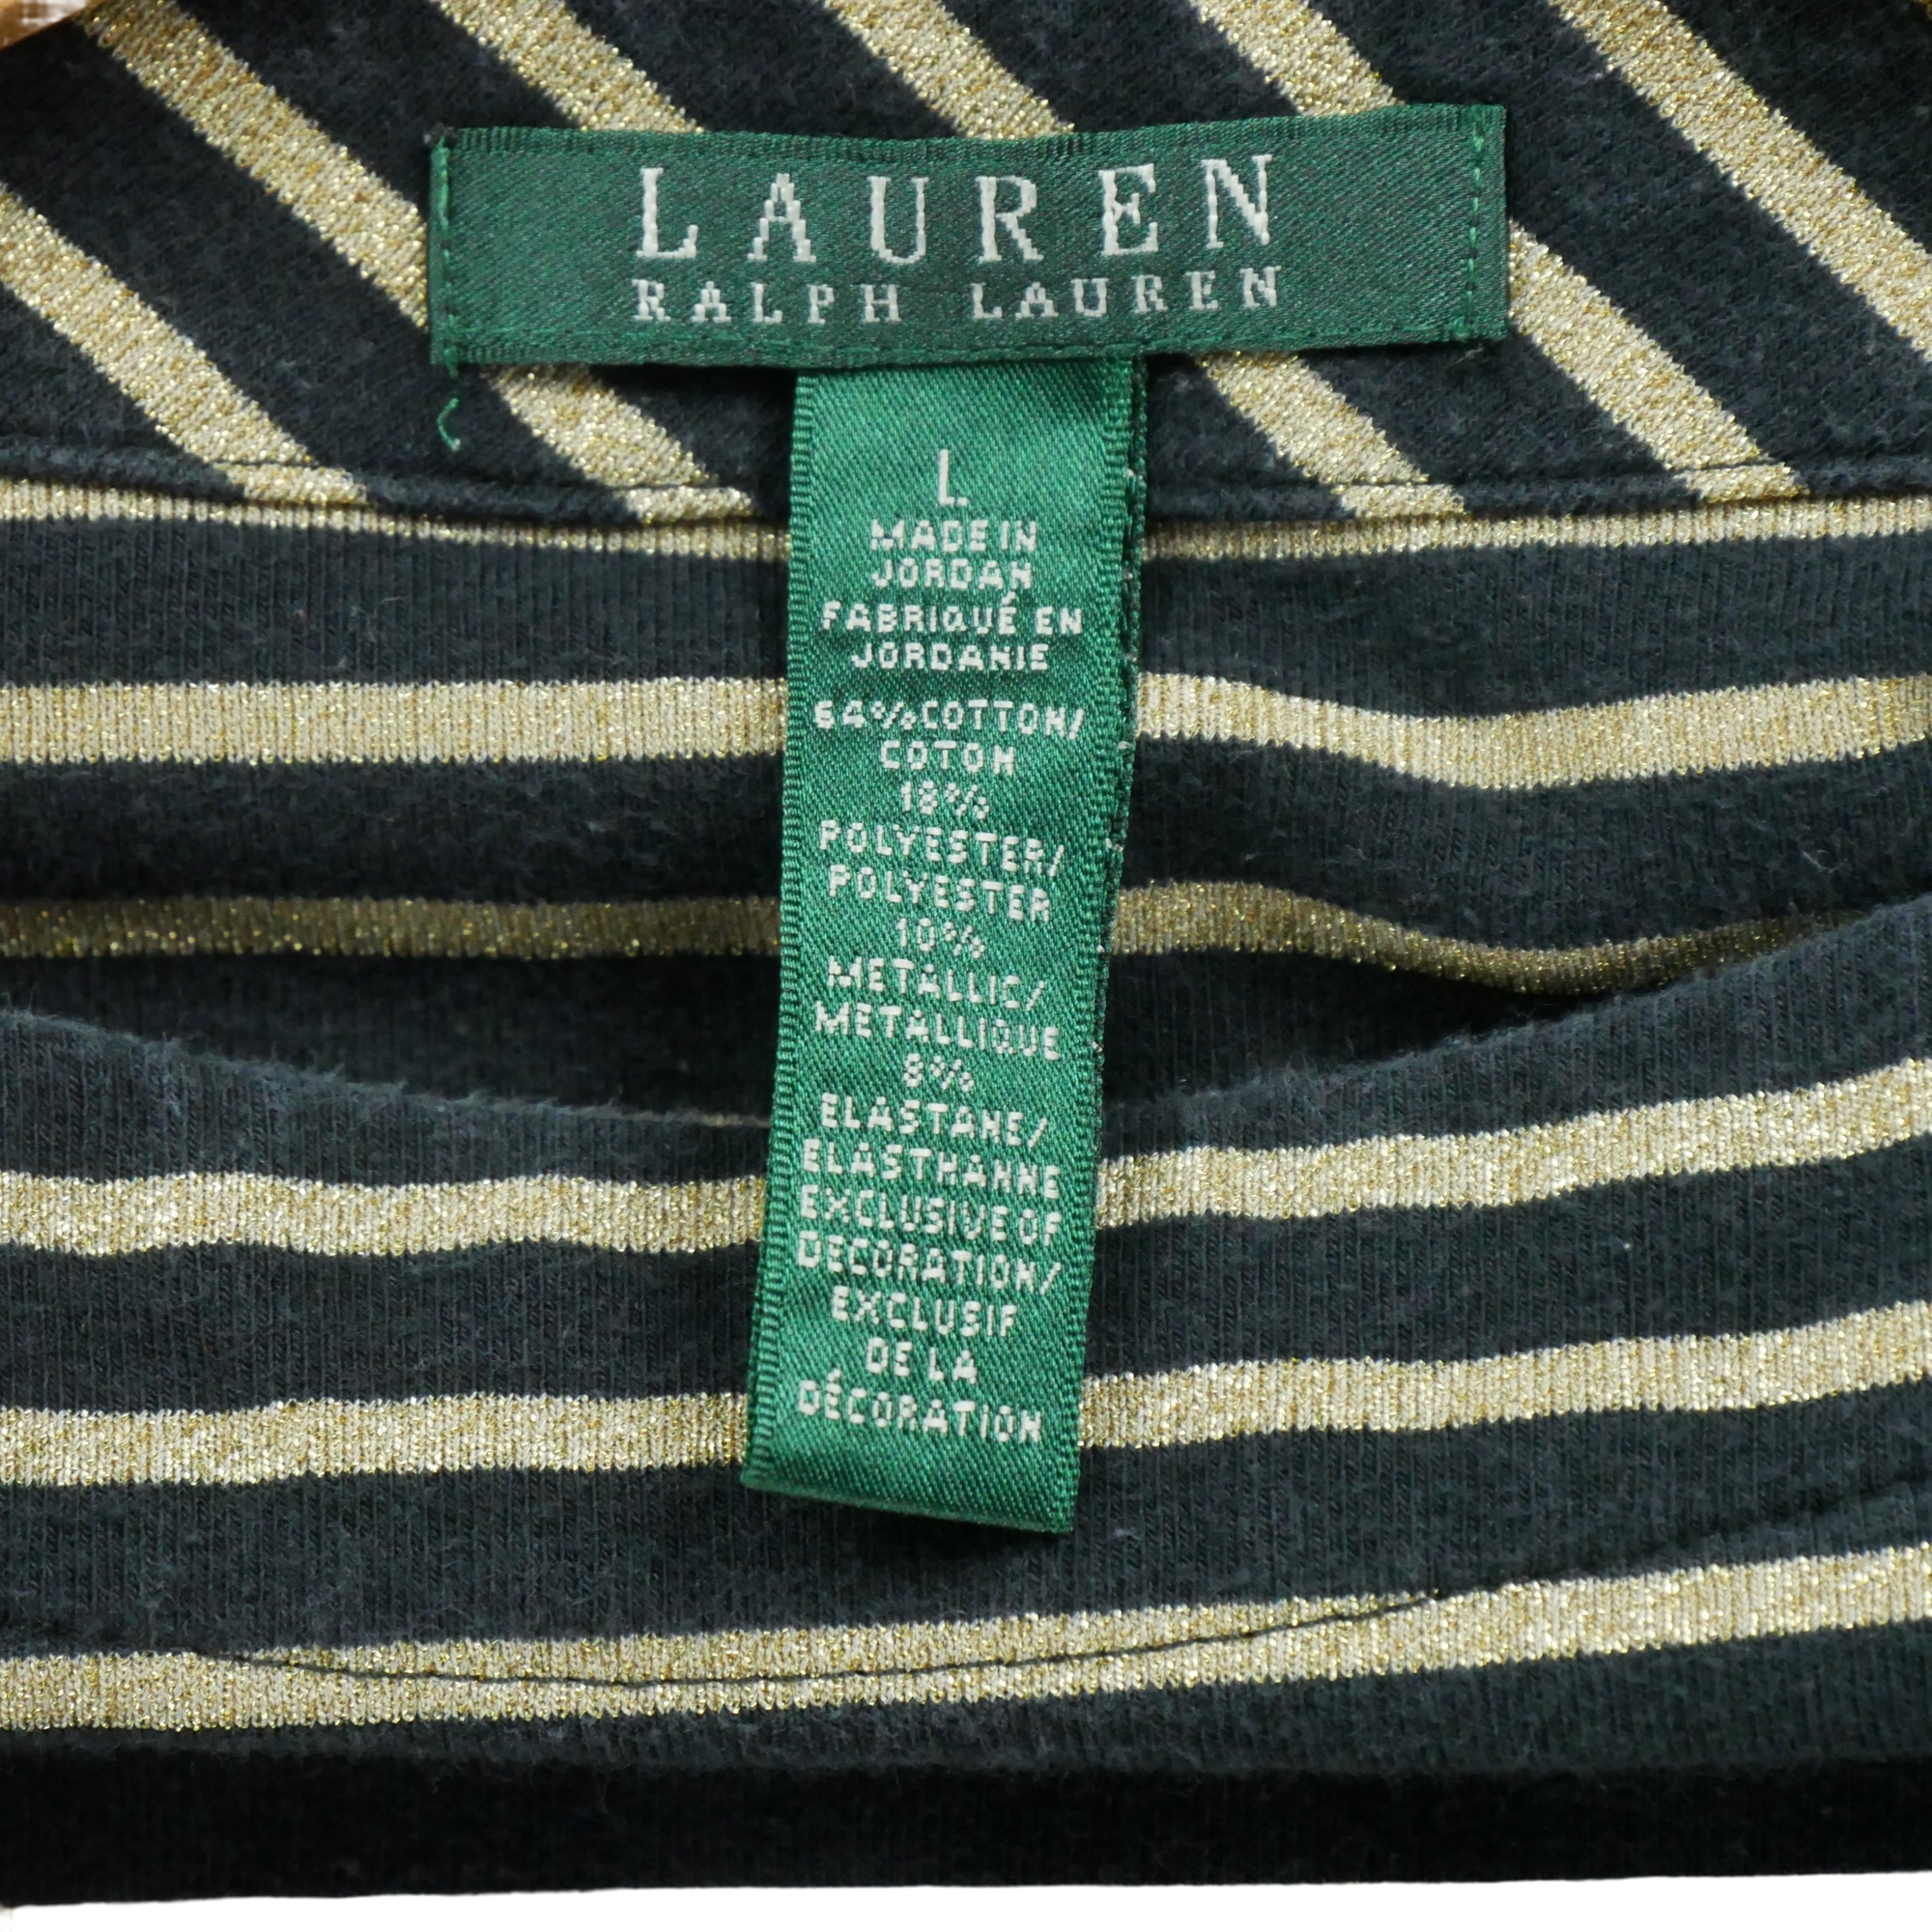 LAUREN
RALPH LAUREN
L
MADE IN
JORDAN
FABRIQUÉ EN
JORDANIE
64% COTTON/
COTON
18%
POLYESTER/
POLYESTER
10%
METALLIC/
METALLIQUE
8%
ELASTANE/
ELASTHANNE
EXCLUSIVE OF
DECORATION/
EXCLUSIF
DE LA
DÉCORATION